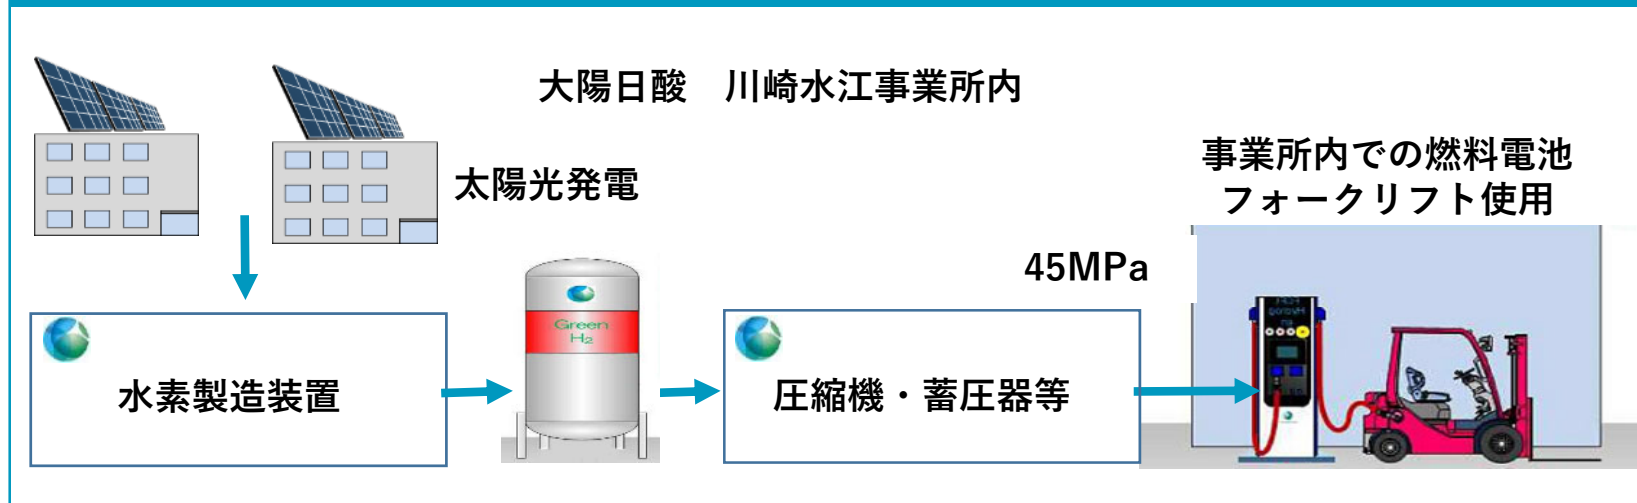 大陽日酸　川崎水江事業所内
太陽光発電
事業所内での燃料電池
フォークリフト使用
45MPa
Green
H₂
水素製造装置
圧縮機・蓄圧器等